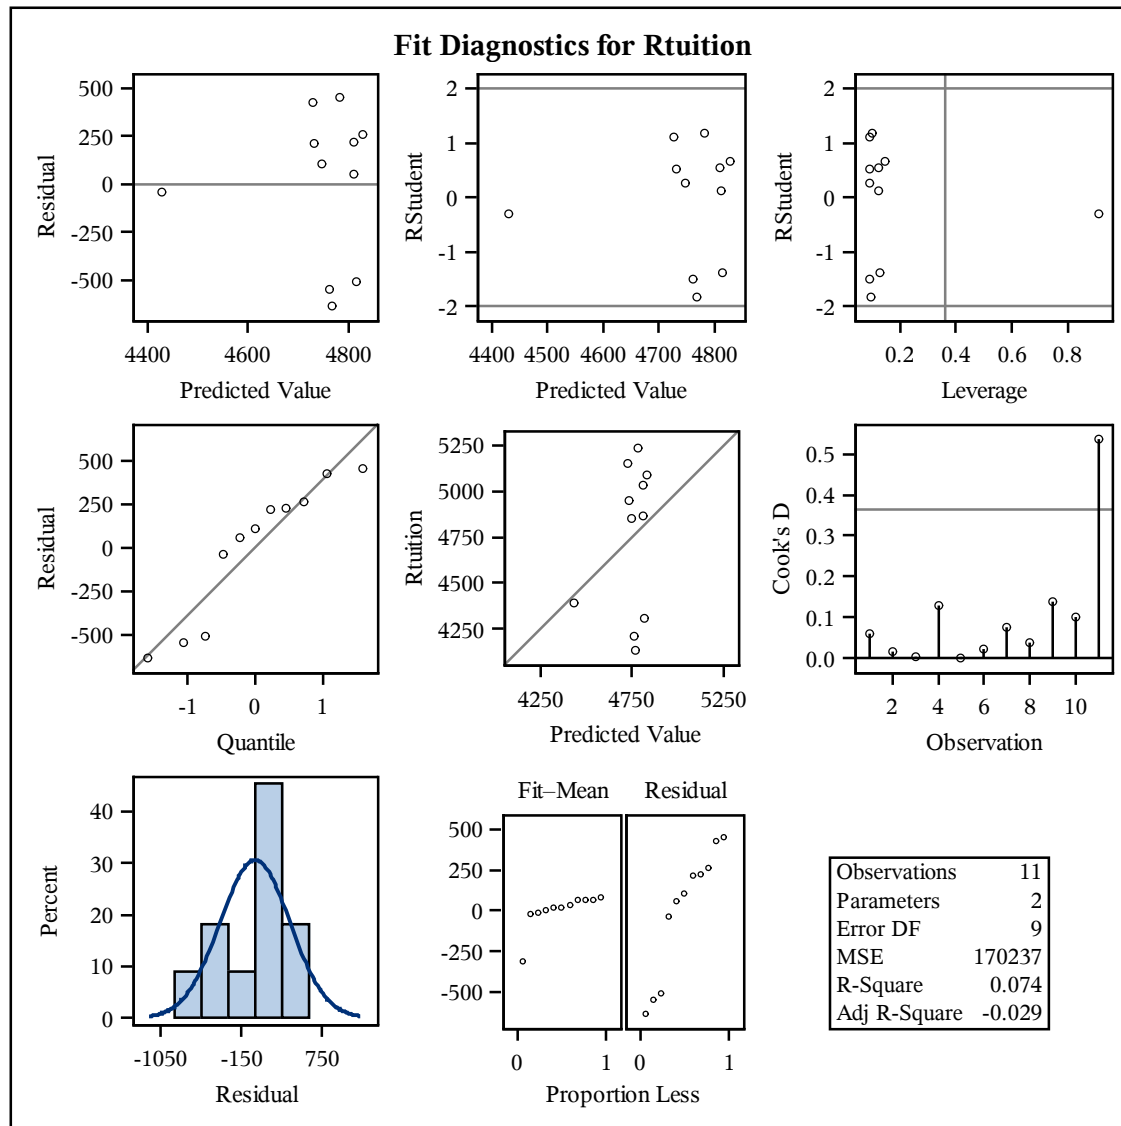 Fit Diagnostics for Rtuition
500
250
0
-250
-500
Residual
4400 4600 4800
Predicted Value
2
1
0
-1
-2
RStudent
4400 4500 4600 4700 4800
Predicted Value
2
1
0
-1
-2
RStudent
0.2 0.4 0.6 0.8
Leverage
500
250
0
-250
-500
Residual
-1 0 1
Quantile
5250
5000
4750
4500
4250
Rtuition
4250 4750 5250
Predicted Value
0.5
0.4
0.3
0.2
0.1
0.0
Cook's D
2 4 6 8 10
Observation
40
30
20
10
0
Percent
-1050 -150 750
Residual
Fit–Mean Residual
500
250
0
-250
-500
0 1 0 1
Proportion Less
Observations 11
Parameters 2
Error DF 9
MSE 170237
R-Square 0.074
Adj R-Square -0.029